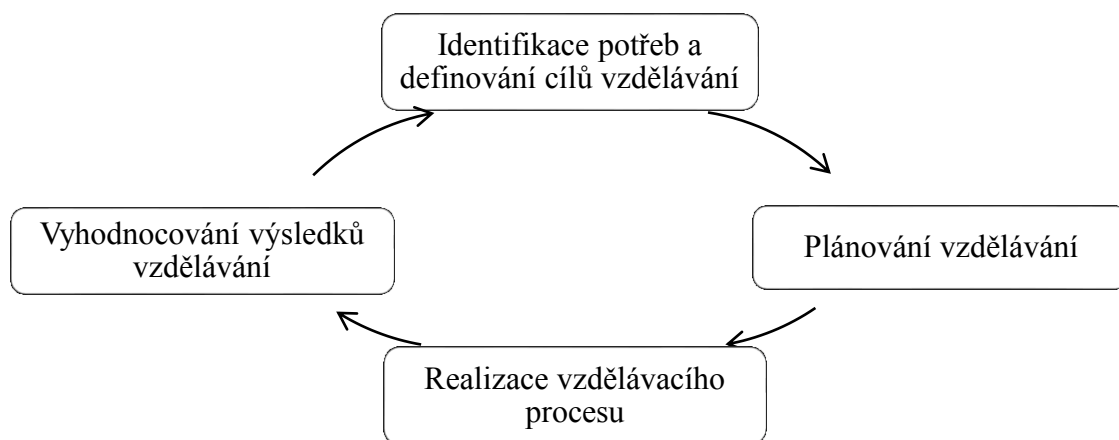 Identifikace potřeb a
definování cílů vzdělávání
Vyhodnocování výsledků
vzdělávání
Plánování vzdělávání
Realizace vzdělávacího
procesu